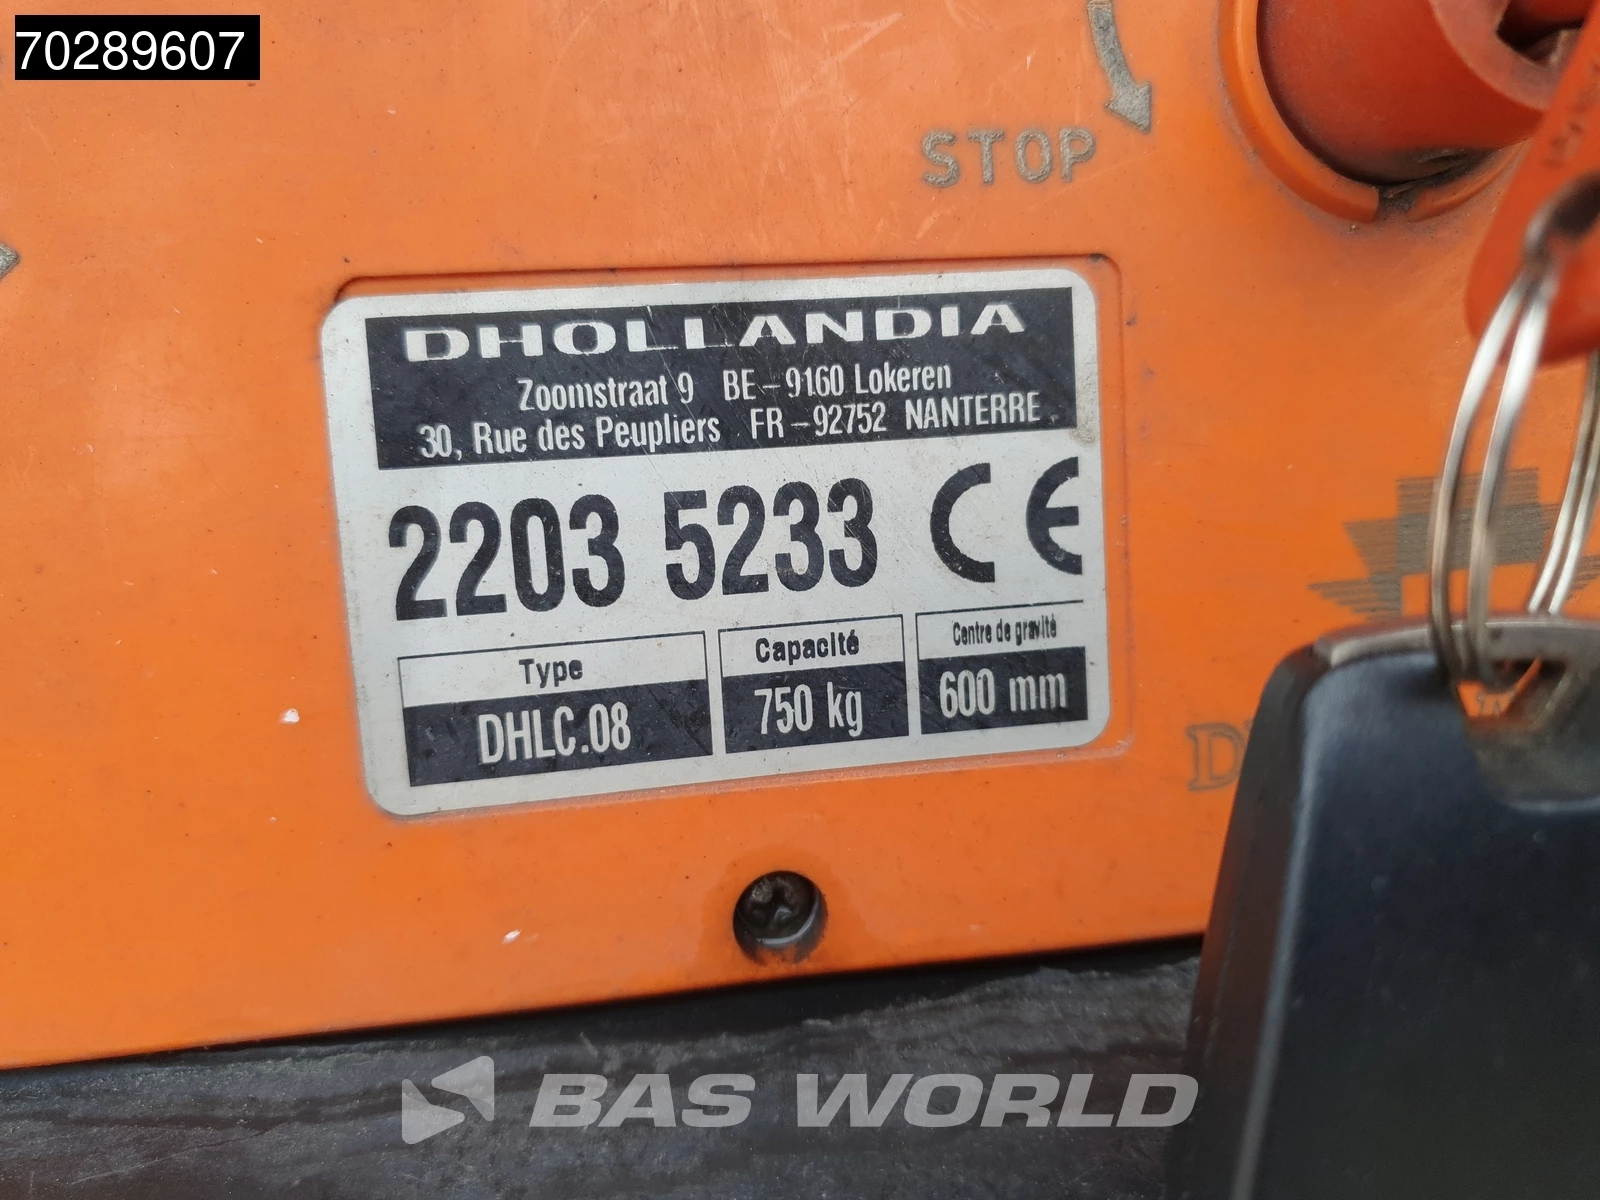 70289607
STOP
DHOLLANDIA
Zoomstraat 9 BE-9160 Lokeren
30, Rue des Peupliers FR-92752 NANTERRE
2203 5233 CE
Type Capacité Centre de gravité
DHLC.08 750 kg 600 mm
BAS WORLD